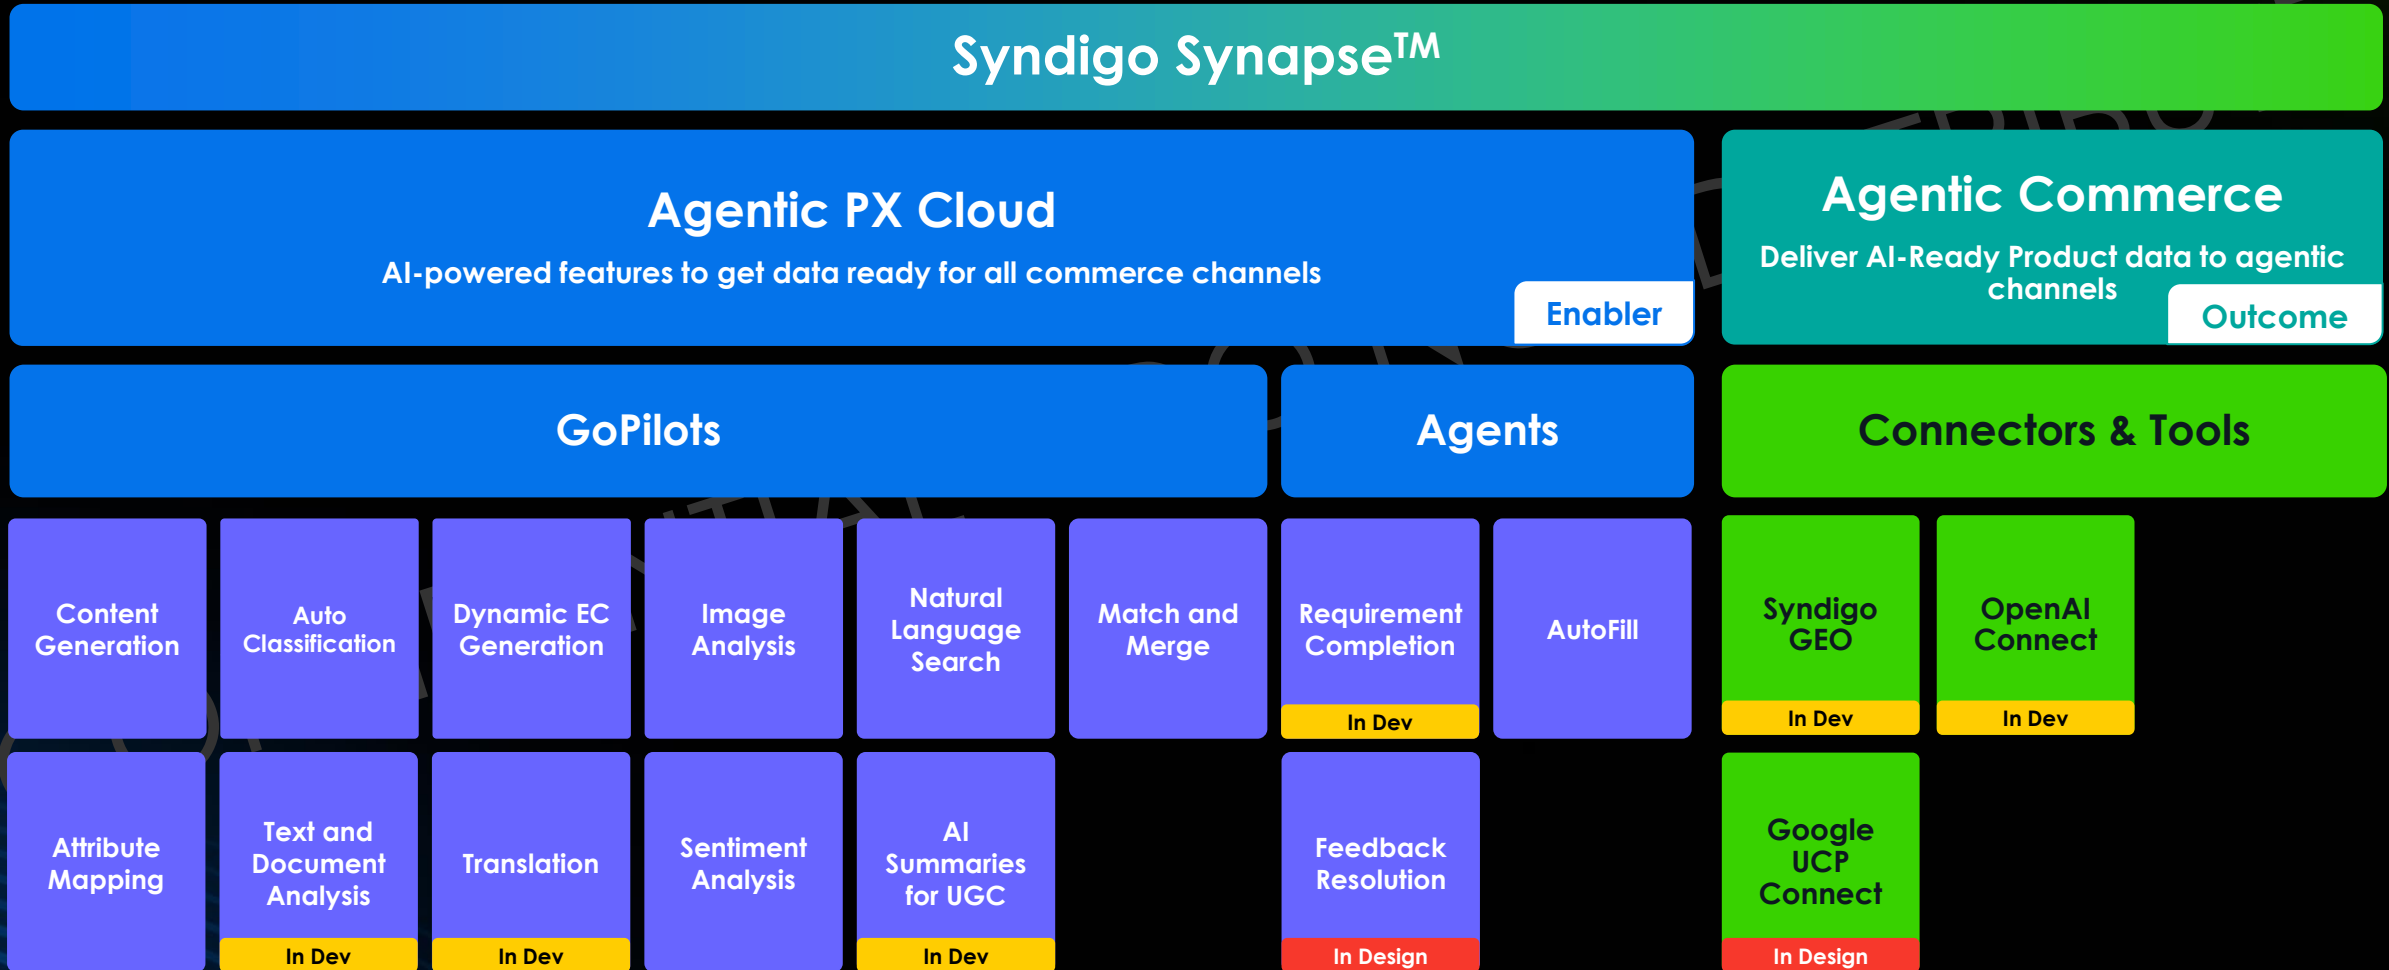 Syndigo Synapse™
Agentic PX Cloud
AI-powered features to get data ready for all commerce channels
Enabler
Agentic Commerce
Deliver AI-Ready Product data to agentic
channels
Outcome
GoPilots
Agents
Connectors & Tools
Content
Generation
Auto
Classification
Dynamic EC
Generation
Image
Analysis
Natural
Language
Search
Match and
Merge
Requirement
Completion
In Dev
AutoFill
Syndigo
GEO
In Dev
OpenAI
Connect
In Dev
Attribute
Mapping
Text and
Document
Analysis
In Dev
Translation
In Dev
Sentiment
Analysis
AI
Summaries
for UGC
In Dev
Feedback
Resolution
In Design
Google
UCP
Connect
In Design